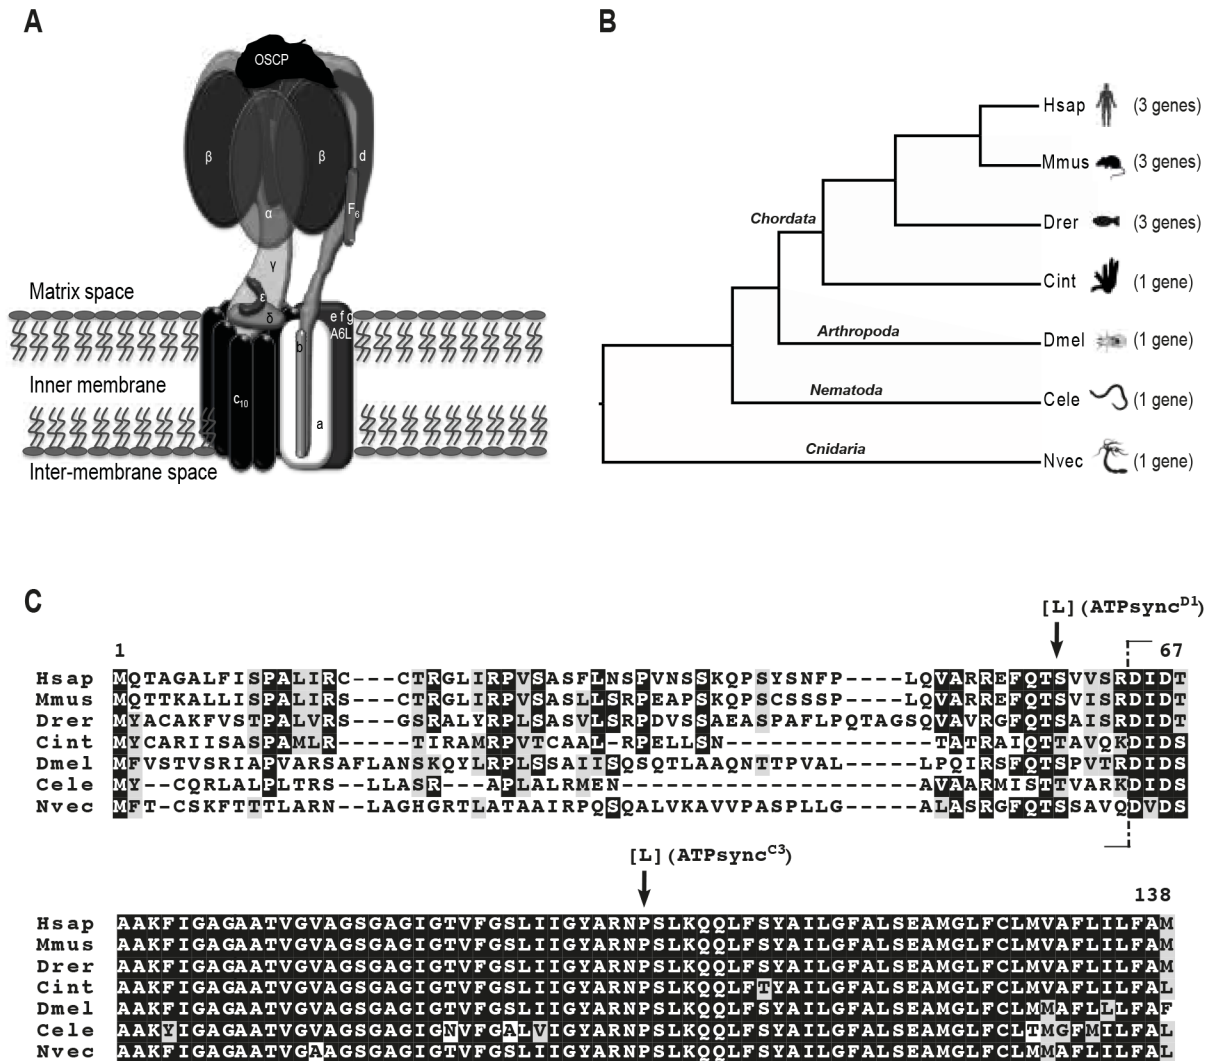 A
OSCP
β
β
d
α
F6
γ
ε
δ
e f g
A6L
b
c10
a
Matrix space
Inner membrane
Inter-membrane space
B
Hsap (3 genes)
Mmus (3 genes)
Drer (3 genes)
Chordata
Cint (1 gene)
Arthropoda
Dmel (1 gene)
Nematoda
Cele (1 gene)
Cnidaria
Nvec (1 gene)
C
[L](ATPsyncD1)
1 67
Hsap MQTAGALFISPALIRC---CTRGLIRPVSASFLNSPVNSSKQPSYSNFP----LQVARREFQTSVVSRDIDT
Mmus MQTTKALLISPALIRS---CTRGLIRPVSASLLSRPEAPSKQPSCSSSP----LQVARREFQTSVVSRDIDT
Drer MYACAKFVSTPALVRS---GSRALYRPLSASVLSRPDVSSAEASPAFLPQTAGSQVAVRGFQTSAISRDIDT
Cint MYCARIISASPAMLR-----TIRAMRPVTCAAL-RPELLSN--------------TATRAIQTTAVQKDIDS
Dmel MFVSTVSRIAPVARSAFLANSKQYLRPLSSAIISQSQTLAAQNTTPVAL-----LPQIRSFQTSPVTRDIDS
Cele MY--CQRLALPLTRS--LLASR---APLALRMEN--------------------AVAARMISTTVARKDIDS
Nvec MFT-CSKFTTTLARN--LAGHGRTLATAAIRPQSQALVKAVVPASPLLG-----ALASRGFQTSSAVQDVDS
[L](ATPsyncC3)
138
Hsap AAKFIGAGAATVGVAGSGAGIGTVFGSLIIGYARNPSLKQQLFSYAILGFALSEAMGLFCLMVAFLILFAM
Mmus AAKFIGAGAATVGVAGSGAGIGTVFGSLIIGYARNPSLKQQLFSYAILGFALSEAMGLFCLMVAFLILFAM
Drer AAKFIGAGAATVGVAGSGAGIGTVFGSLIIGYARNPSLKQQLFSYAILGFALSEAMGLFCLMVAFLILFAM
Cint AAKFIGAGAATVGVAGSGAGIGTVFGSLIIGYARNPSLKQQLFTYAILGFALSEAMGLFCLMVAFLILFAL
Dmel AAKFIGAGAATVGVAGSGAGIGTVFGSLIIGYARNPSLKQQLFSYAILGFALSEAMGLFCLMMAFLLLFAF
Cele AAKYIGAGAATVGVAGSGAGIGNVFGALVIGYARNPSLKQQLFSYAILGFALSEAMGLFCLTMGFMILFAL
Nvec AAKFIGAGAATVGAAGSGAGIGTVFGSLIIGYARNPSLKQQLFSYAILGFALSEAMGLFCLMMAFLILFAL